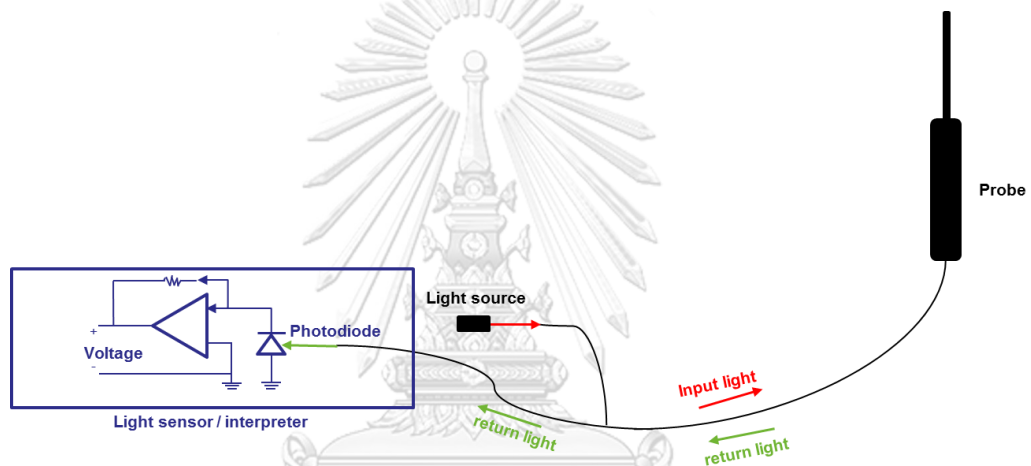 Probe
Light source
Photodiode
+
Voltage
-
Input light
return light
return light
Light sensor / interpreter